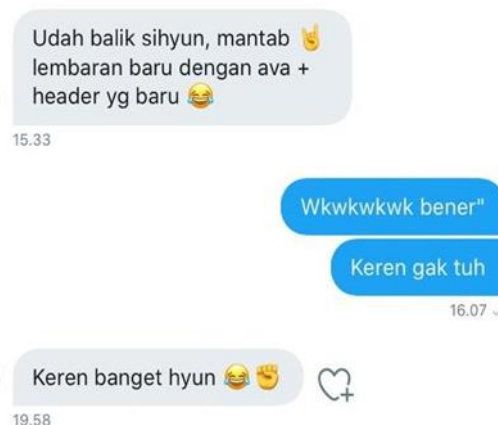 Udah balik sihyun, mantab 🤘
lembaran baru dengan ava +
header yg baru 😂
15.33
Wkwkwkwk bener"
Keren gak tuh
16.07
Keren banget hyun 😂✊
19.58